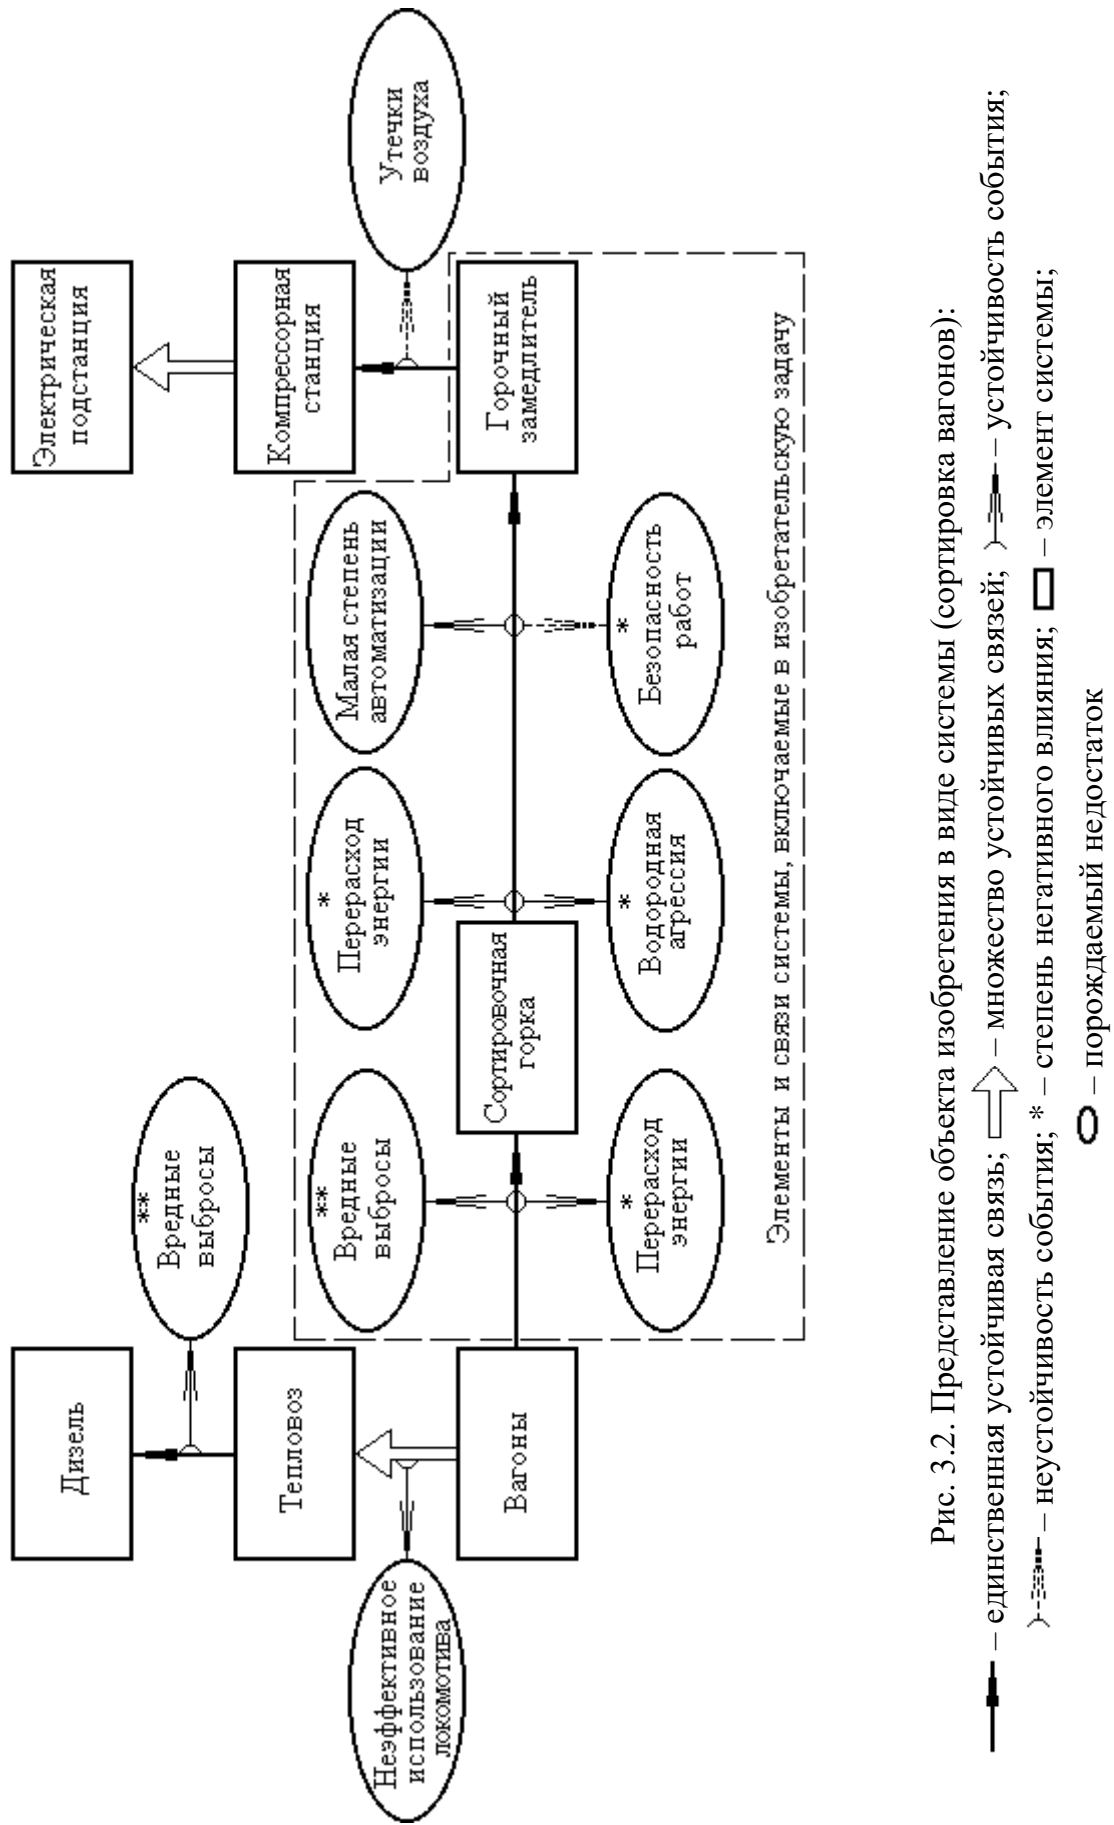 Дизель
Тепловоз
Вагоны
**
Вредные
выбросы
Неэффективное
использование
локомотива
**
Вредные
выбросы
*
Перерасход
энергии
Сортировочная
горка
*
Перерасход
энергии
*
Водородная
агрессия
Малая степень
автоматизации
*
Безопасность
работ
Электрическая
подстанция
Компрессорная
станция
Горочный
замедлитель
Утечки
воздуха
Элементы и связи системы, включаемые в изобретательскую задачу
Рис. 3.2. Представление объекта изобретения в виде системы (сортировка вагонов):
– единственная устойчивая связь; – множество устойчивых связей; – устойчивость события;
– неустойчивость события; * – степень негативного влияния; – элемент системы;
– порождаемый недостаток